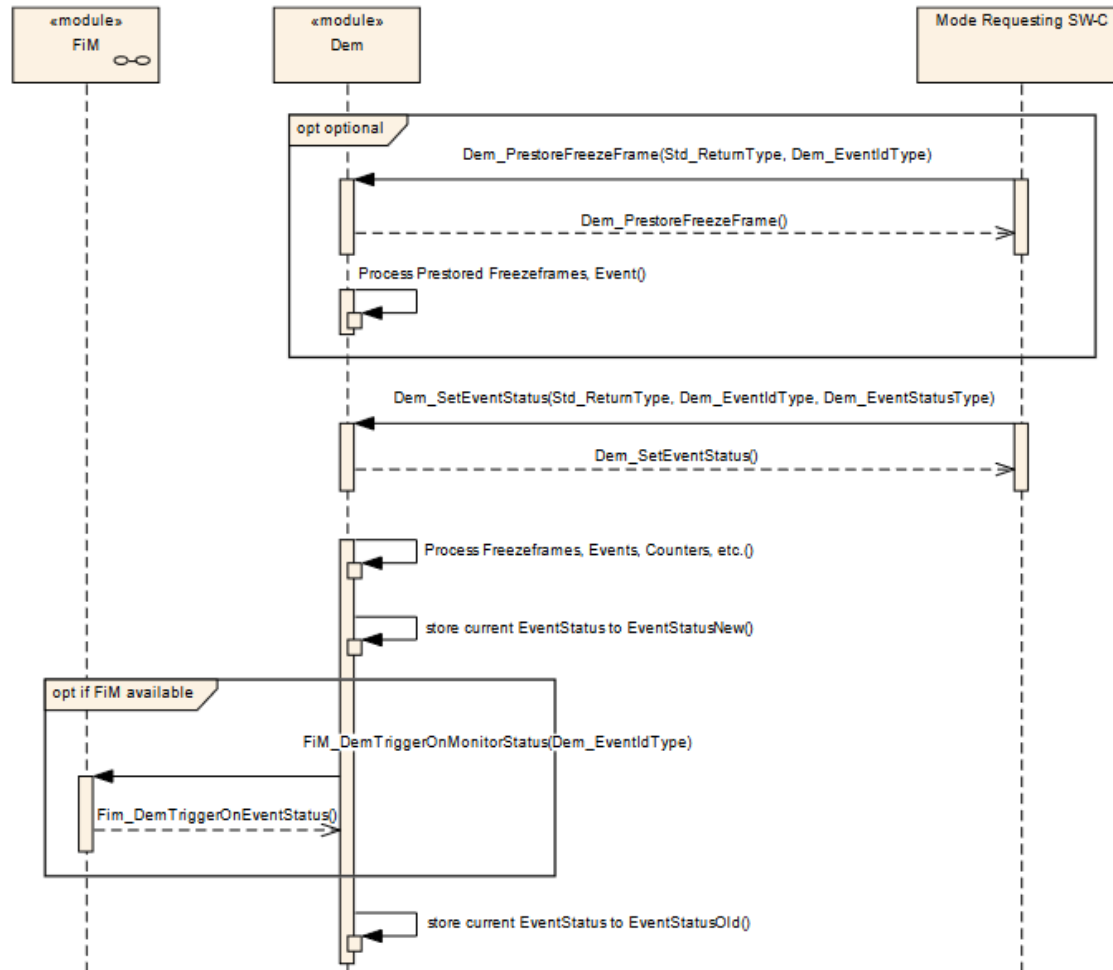 «module»
FiM
«module»
Dem
Mode Requesting SW-C
opt optional
Dem_PrestoreFreezeFrame(Std_ReturnType, Dem_EventIdType)
Dem_PrestoreFreezeFrame()
Process Prestored Freezeframes, Event()
Dem_SetEventStatus(Std_ReturnType, Dem_EventIdType, Dem_EventStatusType)
Dem_SetEventStatus()
Process Freezeframes, Events, Counters, etc.()
store current EventStatus to EventStatusNew()
opt if FiM available
FiM_DemTriggerOnMonitorStatus(Dem_EventIdType)
Fim_DemTriggerOnEventStatus()
store current EventStatus to EventStatusOld()